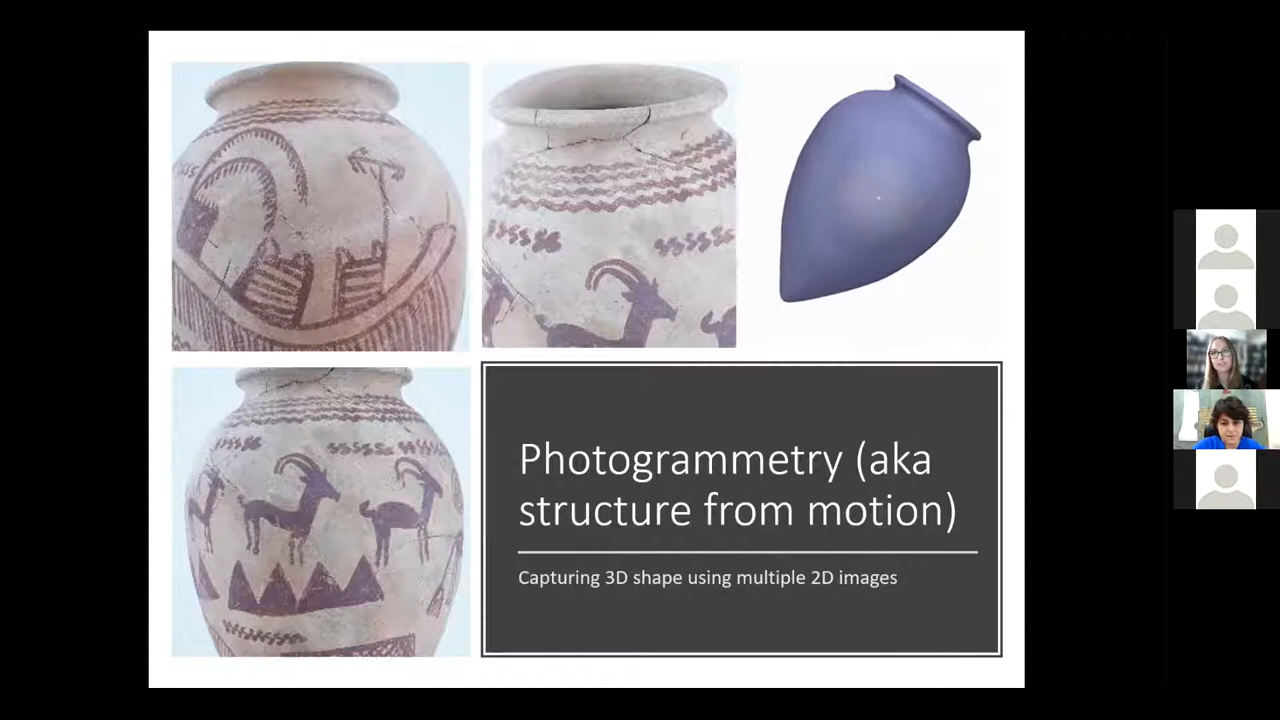 Photogrammetry (aka
structure from motion)
Capturing 3D shape using multiple 2D images